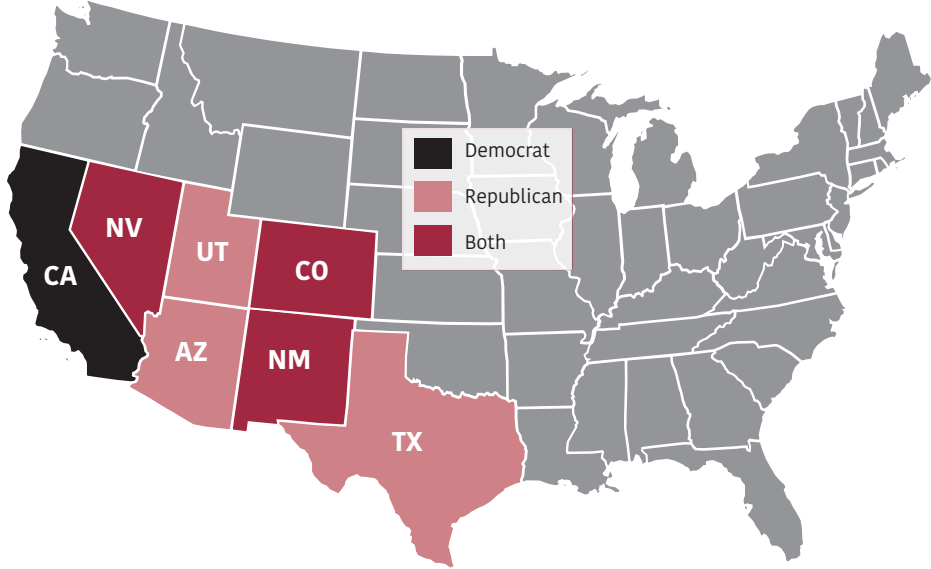 Democrat
Republican
Both
NV
UT
CO
CA
AZ
NM
TX